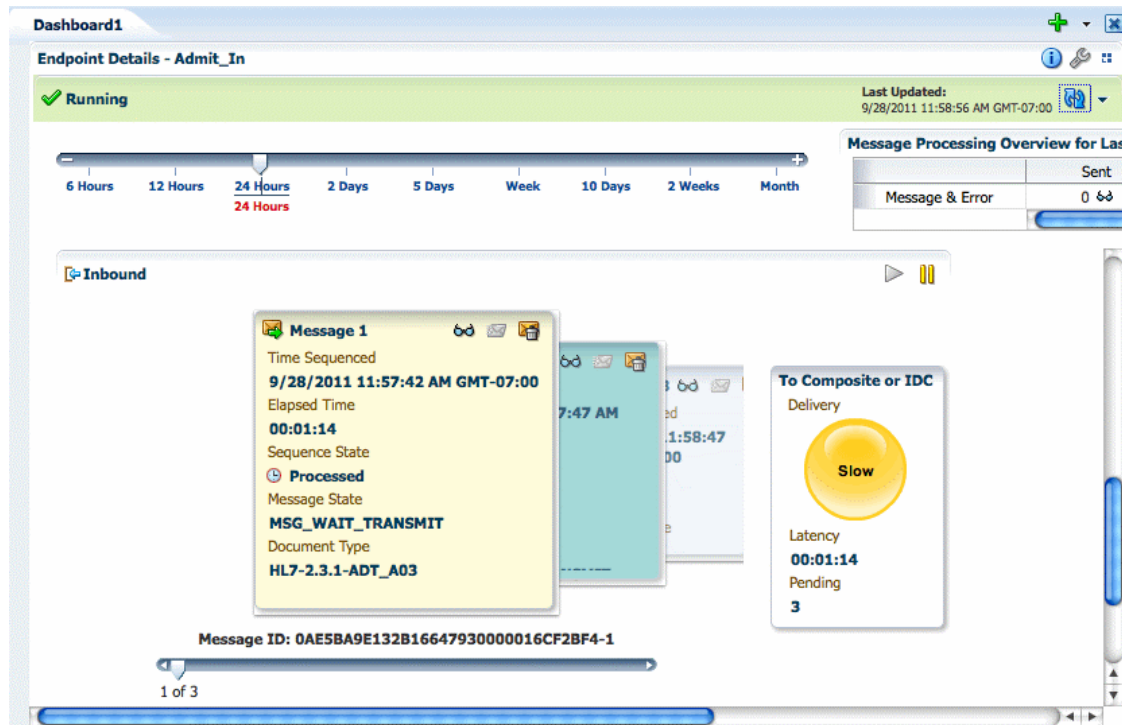 Dashboard1
Endpoint Details - Admit_In
Running
Last Updated:
9/28/2011 11:58:56 AM GMT-07:00
Message Processing Overview for Las
Sent
Message & Error
0
6 Hours
12 Hours
24 Hours
2 Days
5 Days
Week
10 Days
2 Weeks
Month
24 Hours
Inbound
Message 1
Time Sequenced
9/28/2011 11:57:42 AM GMT-07:00
Elapsed Time
00:01:14
Sequence State
Processed
Message State
MSG_WAIT_TRANSMIT
Document Type
HL7-2.3.1-ADT_A03
7:47 AM
3
ed
11:58:47
00
e
To Composite or IDC
Delivery
Slow
Latency
00:01:14
Pending
3
Message ID: 0AE5BA9E132B16647930000016CF2BF4-1
1 of 3